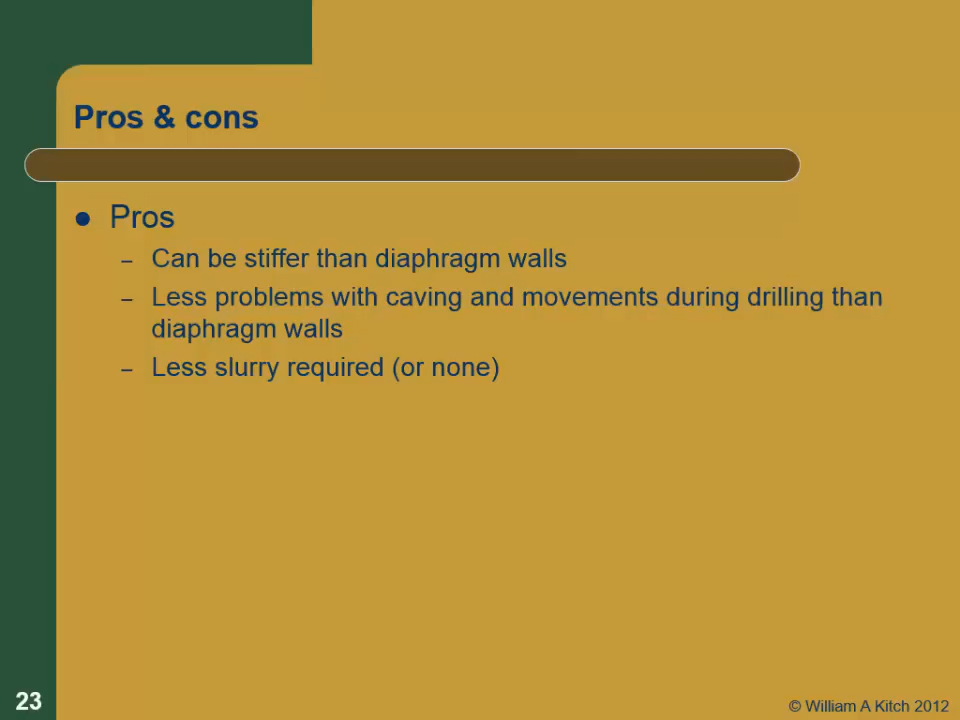 Pros & cons
● Pros
– Can be stiffer than diaphragm walls
– Less problems with caving and movements during drilling than
diaphragm walls
– Less slurry required (or none)
23
© William A Kitch 2012